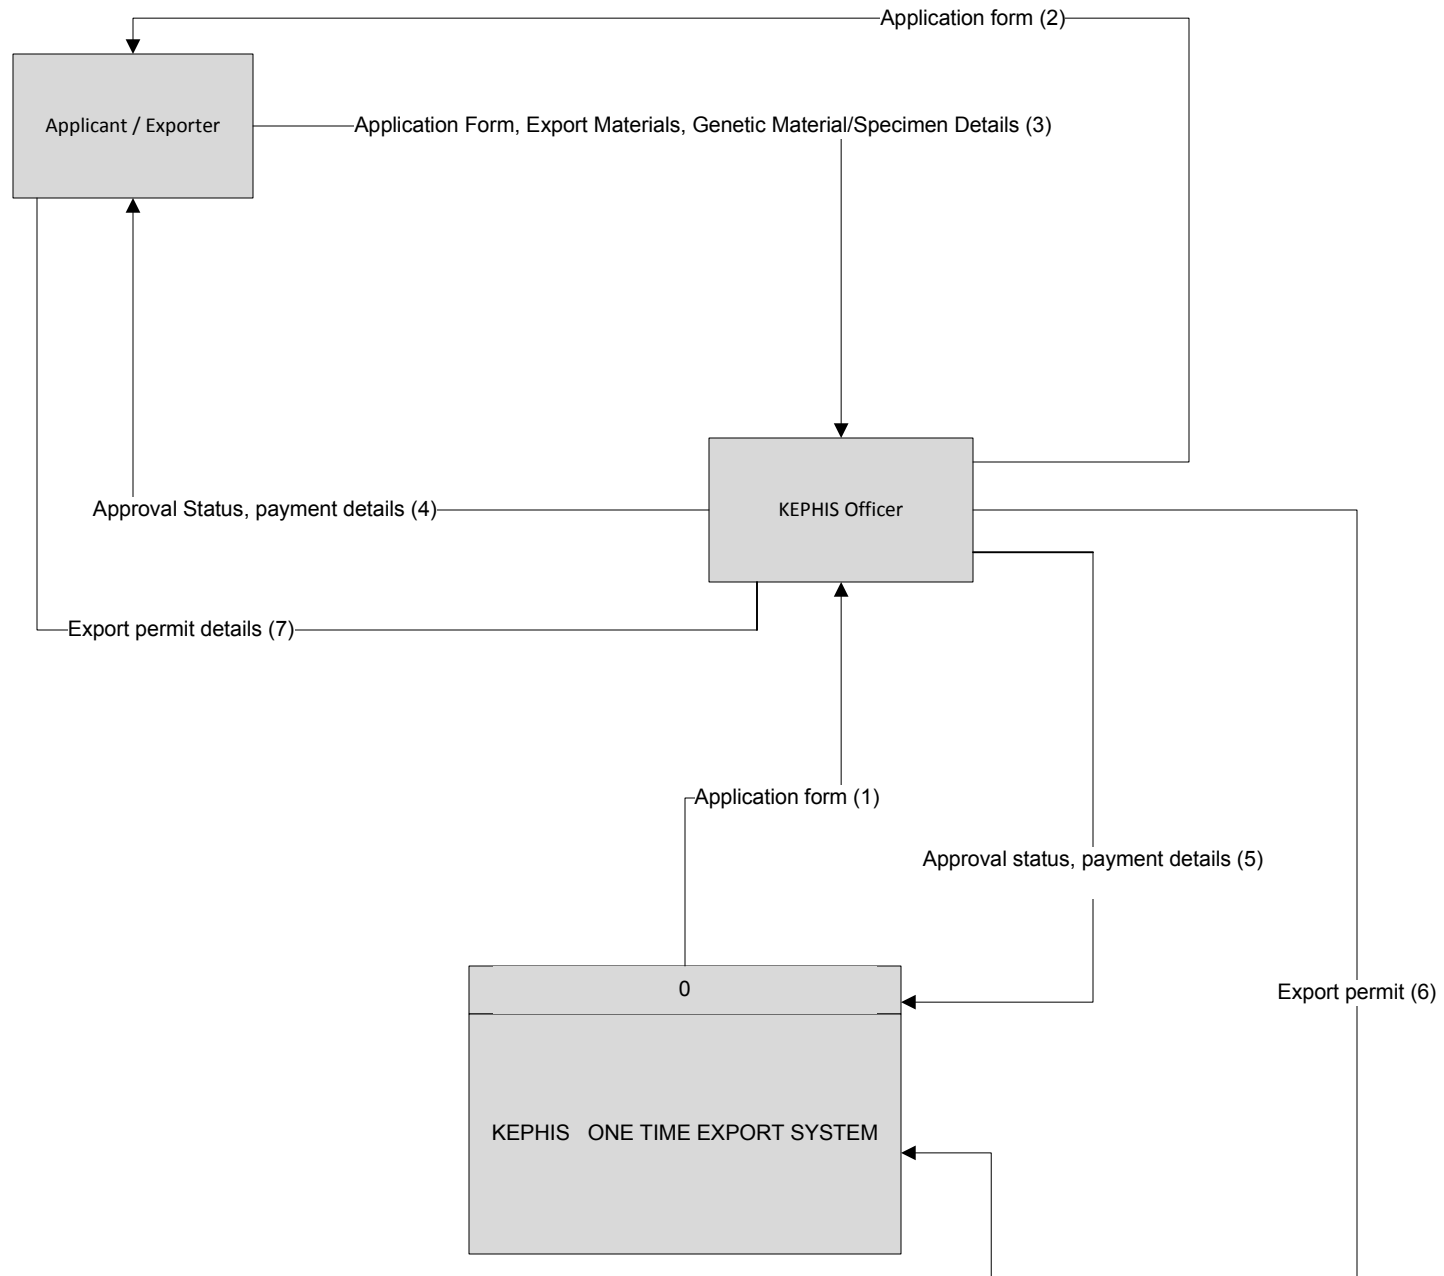 Application form (2)
Applicant / Exporter
Application Form, Export Materials, Genetic Material/Specimen Details (3)
KEPHIS Officer
Approval Status, payment details (4)
Export permit details (7)
Application form (1)
Approval status, payment details (5)
0
Export permit (6)
KEPHIS ONE TIME EXPORT SYSTEM